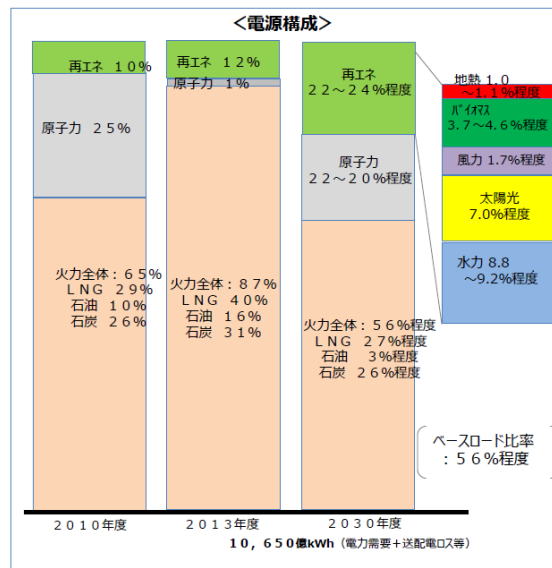 ＜電源構成＞
再エネ １０％
原子力 ２５％
火力全体：６５％
ＬＮＧ ２９％
石油 １０％
石炭 ２６％
再エネ １２％
原子力 １％
火力全体：８７％
ＬＮＧ ４０％
石油 １６％
石炭 ３１％
再エネ
２２～２４％程度
原子力
２２～２０％程度
火力全体：５６％程度
ＬＮＧ ２７％程度
石油 ３％程度
石炭 ２６％程度
地熱 1.0
～1.1％程度
バイオマス
3.7～4.6％程度
風力 1.7％程度
太陽光
7.0％程度
水力 8.8
～9.2％程度
ベースロード比率
：５６％程度
２０１０年度
２０１３年度
２０３０年度
１０，６５０億kWh（電力需要＋送配電ロス等）